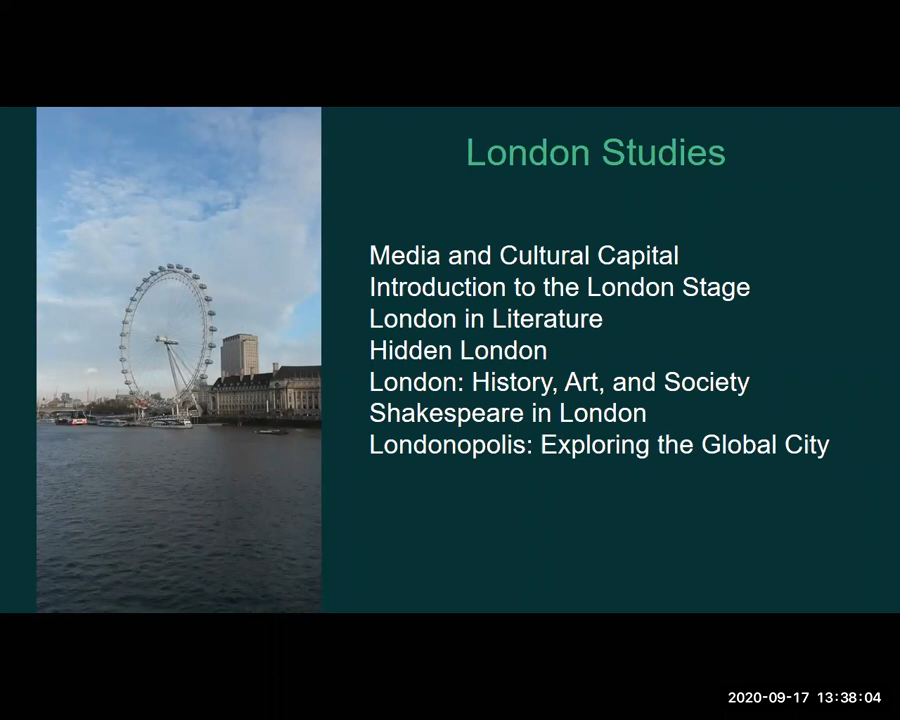 London Studies
Media and Cultural Capital
Introduction to the London Stage
London in Literature
Hidden London
London: History, Art, and Society
Shakespeare in London
Londonopolis: Exploring the Global City
2020-09-17 13:38:04